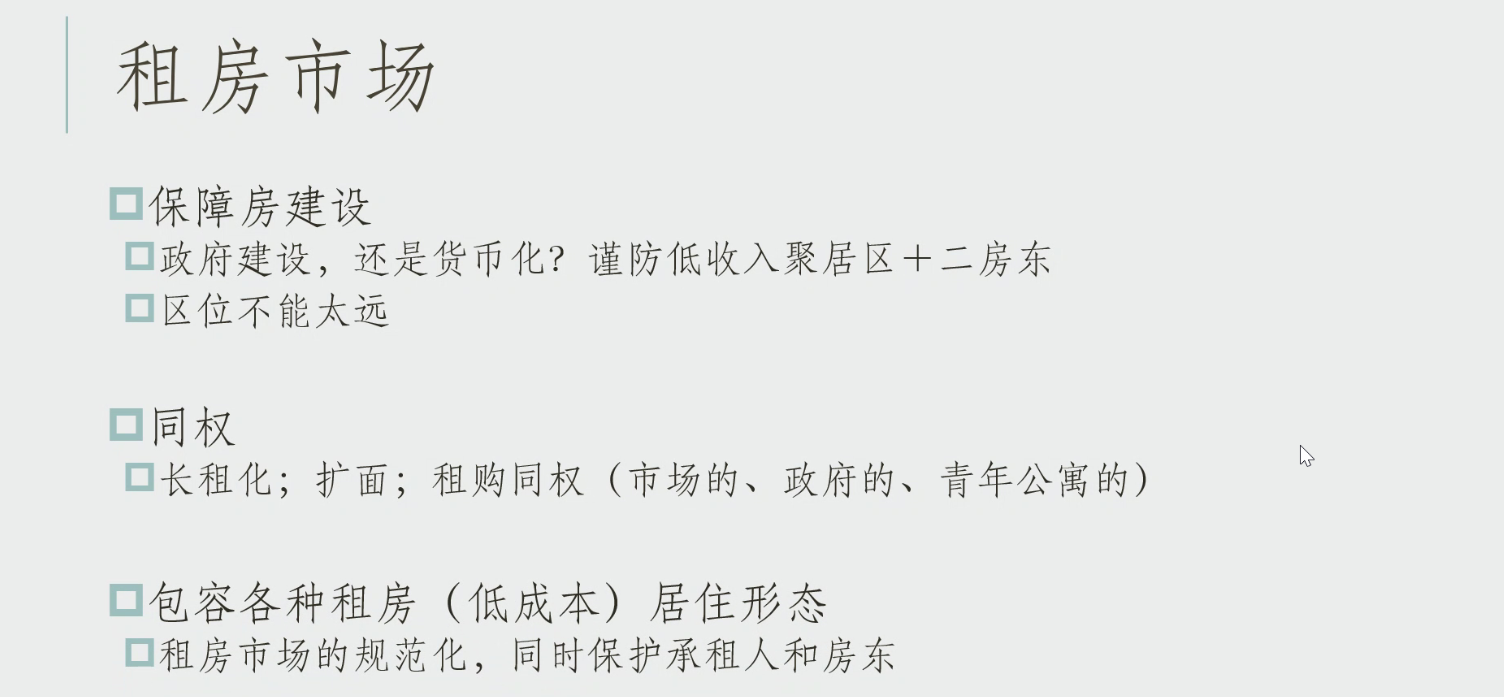 租房市场
保障房建设
政府建设，还是货币化？谨防低收入聚居区＋二房东
区位不能太远
同权
长租化；扩面；租购同权（市场的、政府的、青年公寓的）
包容各种租房（低成本）居住形态
租房市场的规范化，同时保护承租人和房东